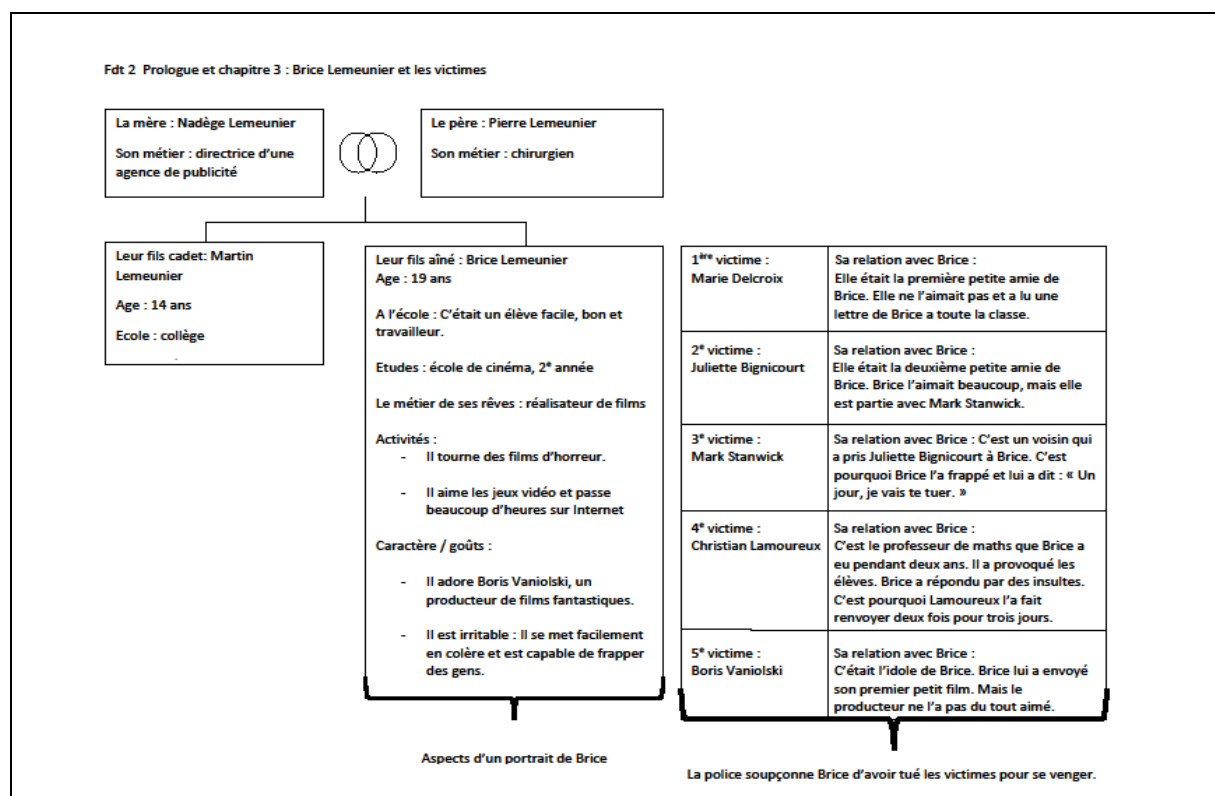 Fdt 2 Prologue et chapitre 3 : Brice Lemeunier et les victimes
La mère : Nadège Lemeunier
Son métier : directrice d'une
agence de publicité
Le père : Pierre Lemeunier
Son métier : chirurgien
Leur fils cadet: Martin
Lemeunier
Age : 14 ans
Ecole : collège
Leur fils aîné : Brice Lemeunier
Age : 19 ans
A l'école : C'était un élève facile, bon et
travailleur.
Etudes : école de cinéma, 2e année
Le métier de ses rêves : réalisateur de films
Activités :
- Il tourne des films d'horreur.
- Il aime les jeux vidéo et passe
beaucoup d'heures sur Internet
Caractère / goûts :
- Il adore Boris Vaniolski, un
producteur de films fantastiques.
- Il est irritable : Il se met facilement
en colère et est capable de frapper
des gens.
Aspects d'un portrait de Brice
1ère victime :
Marie Delcroix
Sa relation avec Brice :
Elle était la première petite amie de
Brice. Elle ne l'aimait pas et a lu une
lettre de Brice a toute la classe.
2e victime :
Juliette Bignicourt
Sa relation avec Brice :
Elle était la deuxième petite amie de
Brice. Brice l'aimait beaucoup, mais elle
est partie avec Mark Stanwick.
3e victime :
Mark Stanwick
Sa relation avec Brice : C'est un voisin qui
a pris Juliette Bignicourt à Brice. C'est
pourquoi Brice l'a frappé et lui a dit : « Un
jour, je vais te tuer. »
4e victime :
Christian Lamoureux
Sa relation avec Brice :
C'est le professeur de maths que Brice a
eu pendant deux ans. Il a provoqué les
élèves. Brice a répondu par des insultes.
C'est pourquoi Lamoureux l'a fait
renvoyer deux fois pour trois jours.
5e victime :
Boris Vaniolski
Sa relation avec Brice :
C'était l'idole de Brice. Brice lui a envoyé
son premier petit film. Mais le
producteur ne l'a pas du tout aimé.
La police soupçonne Brice d'avoir tué les victimes pour se venger.